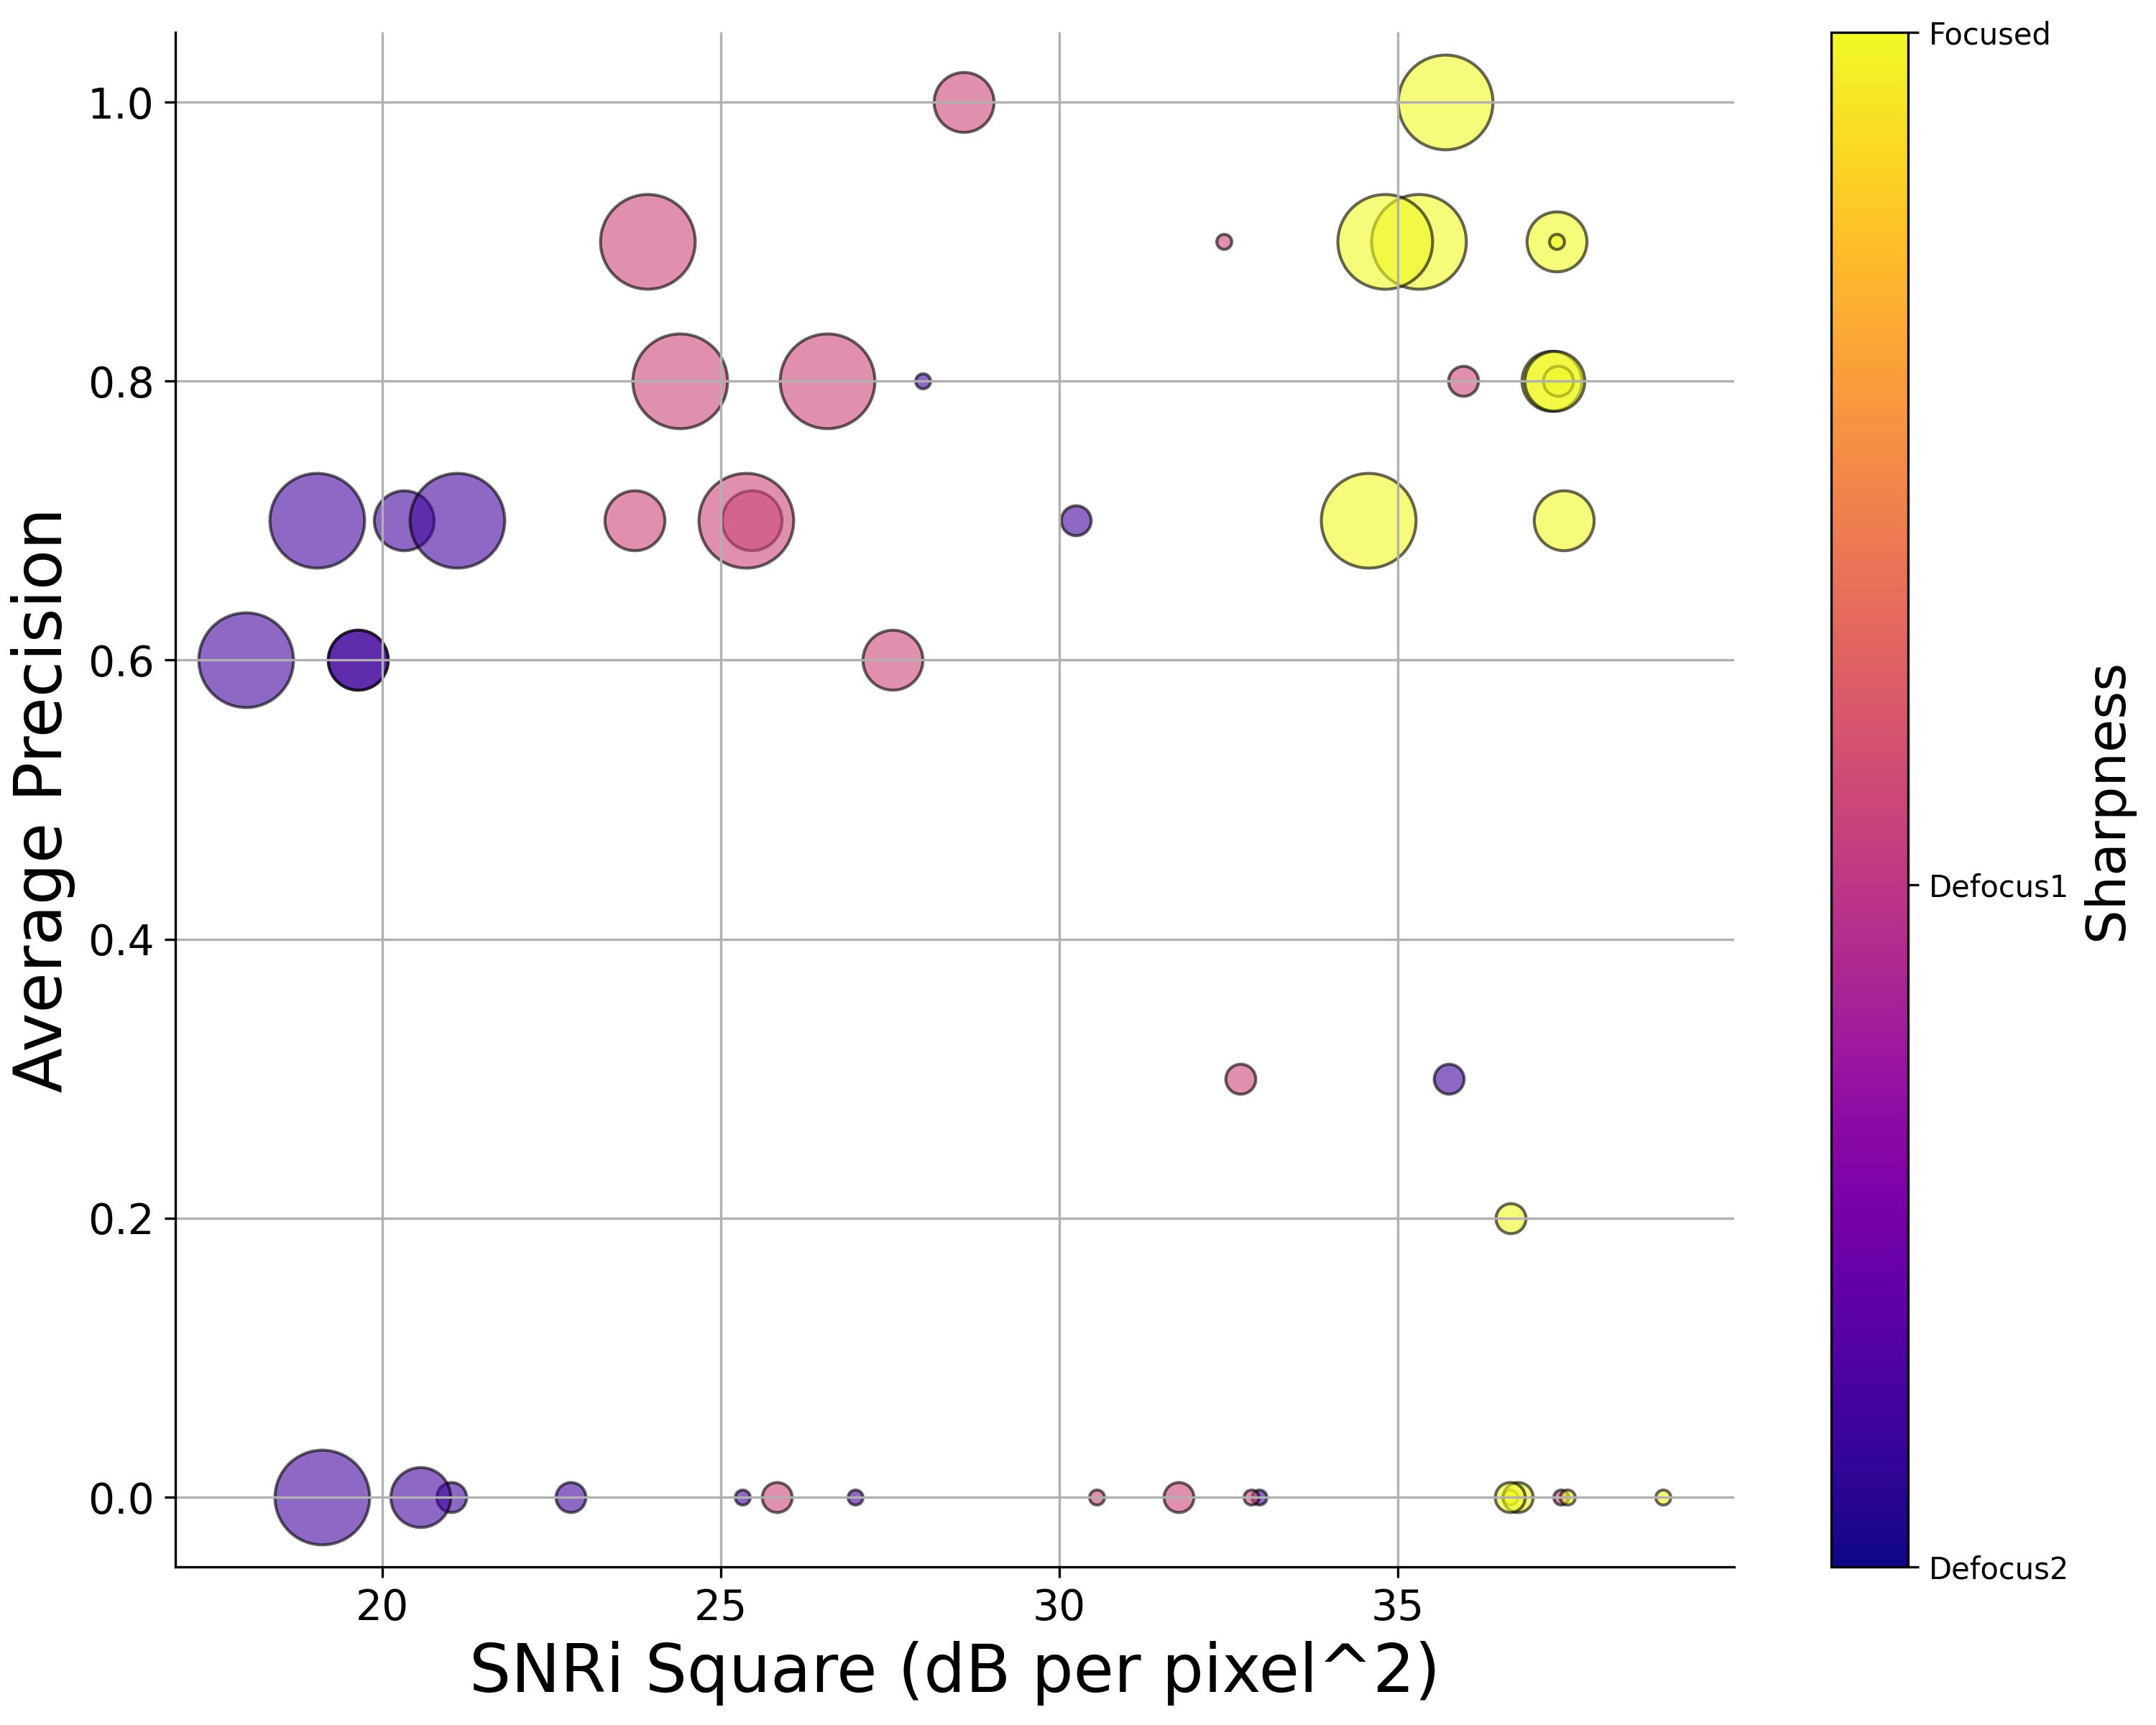 Average Precision
1.0
0.8
0.6
0.4
0.2
0.0
20
25
30
35
SNRi Square (dB per pixel^2)
Focused
Defocus1
Defocus2
Sharpness